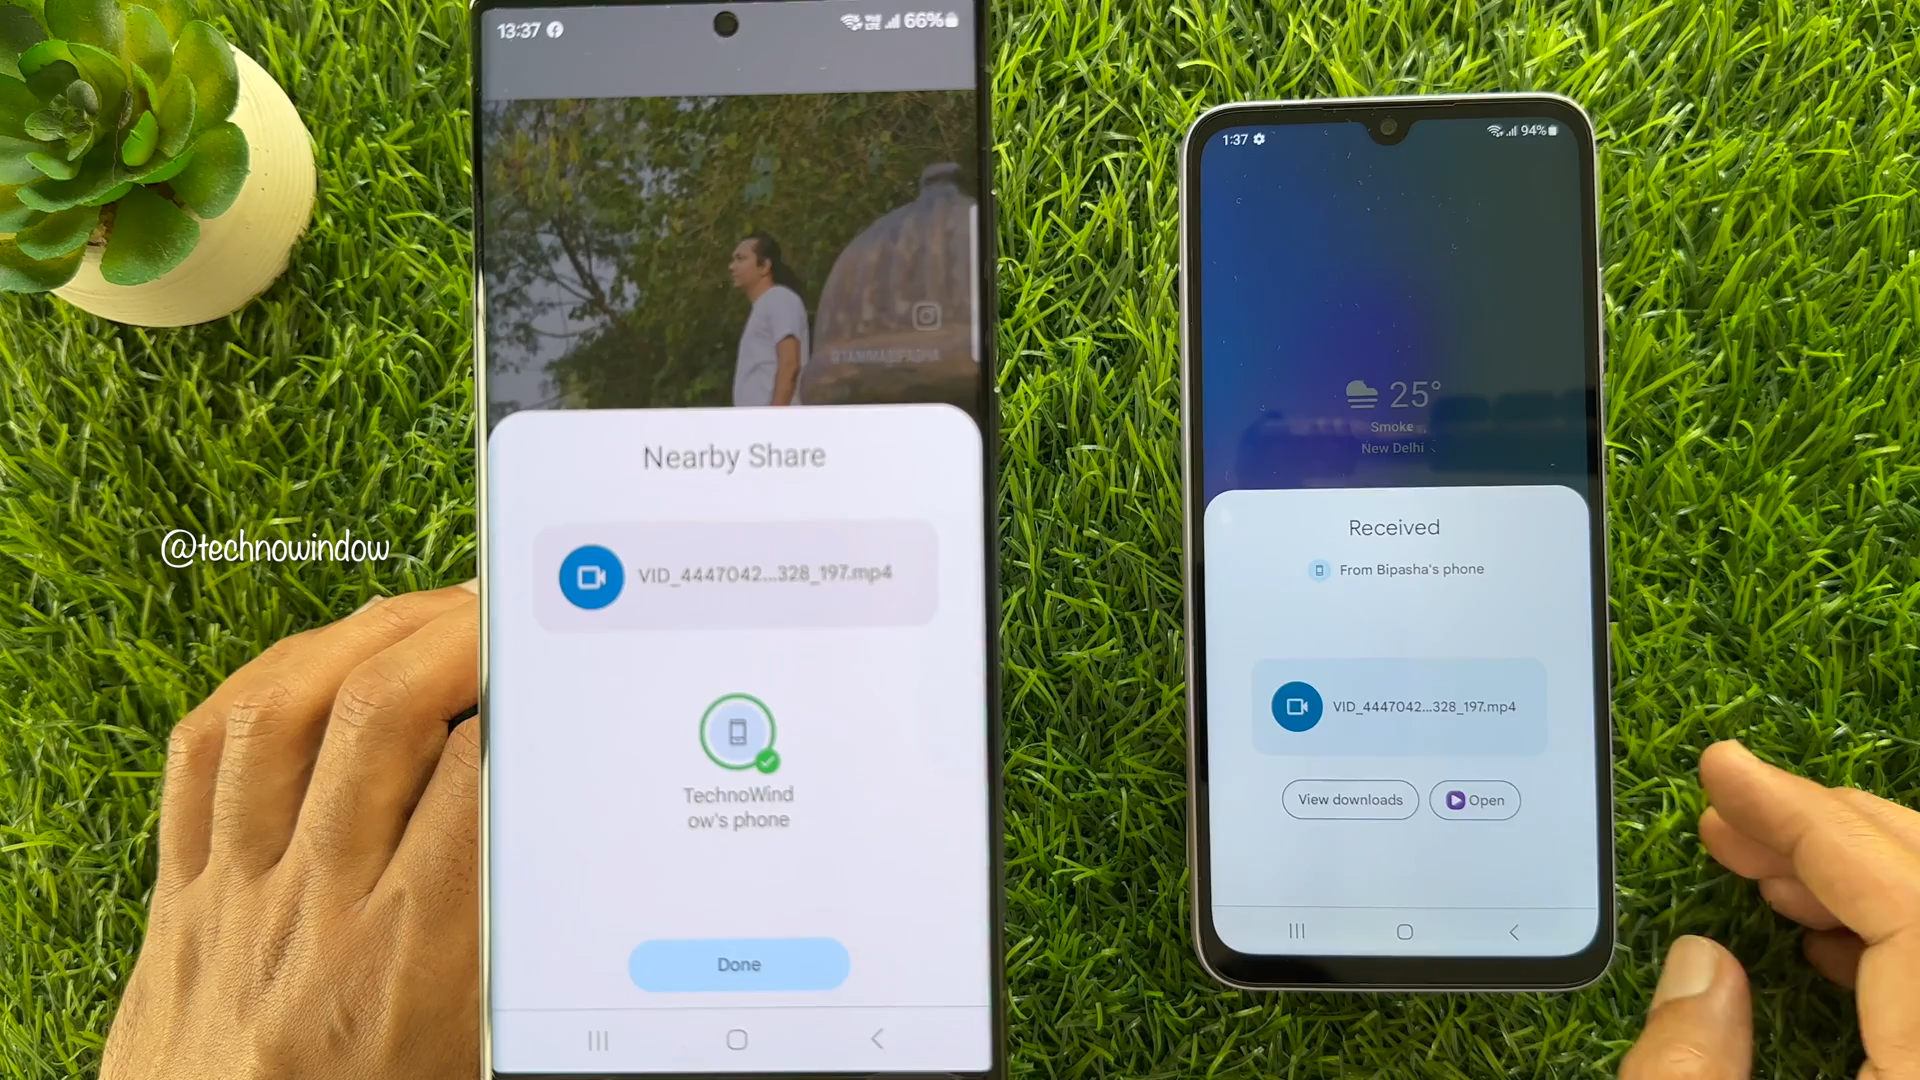 13:37
66%
@TANIMABIPASHA
Nearby Share
VID_4447042...328_197.mp4
TechnoWind
ow's phone
Done
@technowindow
1:37
94%
25°
Smoke
New Delhi
Received
From Bipasha's phone
VID_4447042...328_197.mp4
View downloads
Open